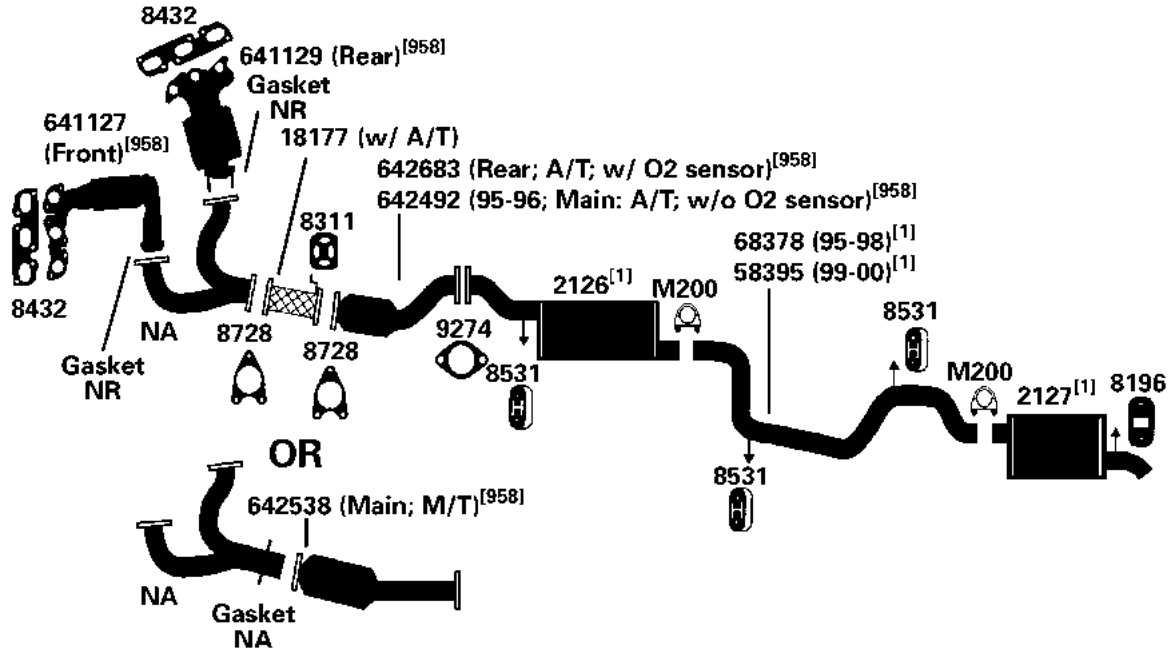 8432
641129 (Rear)[958]
Gasket
NR
641127
(Front)[958]
18177 (w/ A/T)
642683 (Rear; A/T; w/ O2 sensor)[958]
642492 (95-96; Main: A/T; w/o O2 sensor)[958]
8311
68378 (95-98)[1]
58395 (99-00)[1]
2126[1]
M200
8432
NA
8728
8728
9274
8531
8531
M200
2127[1]
8196
Gasket
NR
OR
8531
642538 (Main; M/T)[958]
NA
Gasket
NA